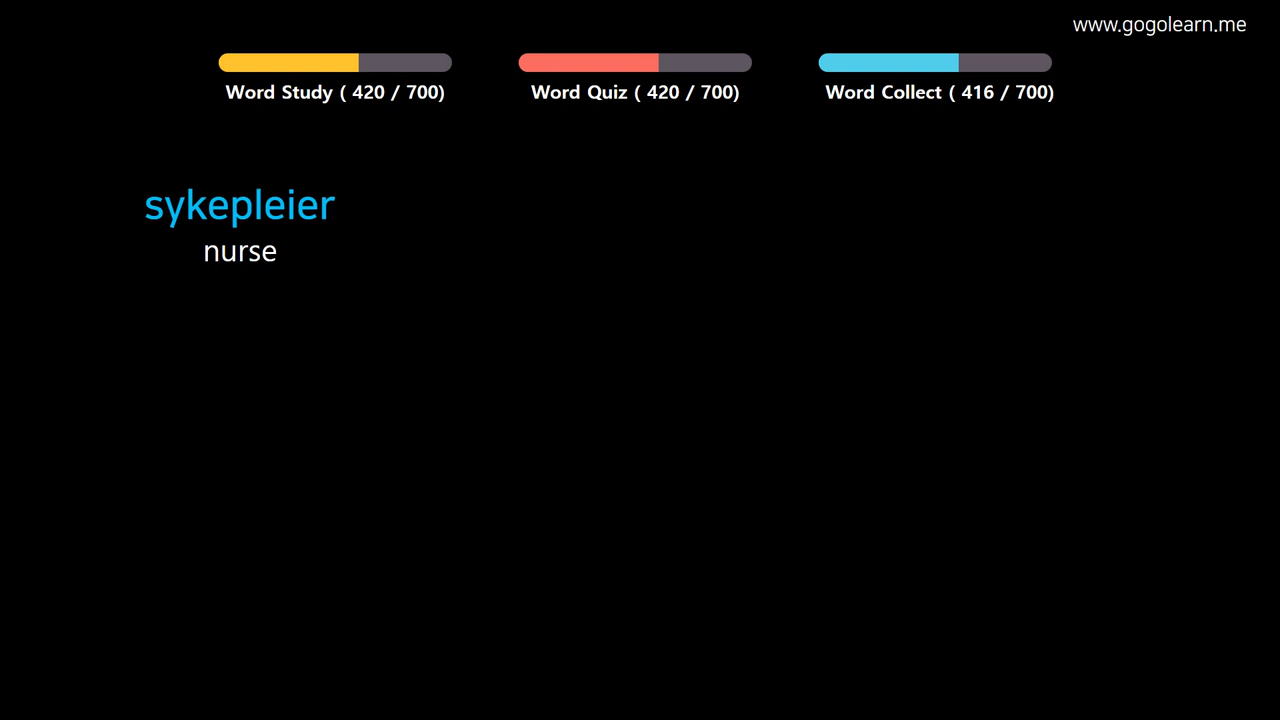 www.gogolearn.me
Word Study ( 420 / 700)
Word Quiz ( 420 / 700)
Word Collect ( 416 / 700)
sykepleier
nurse